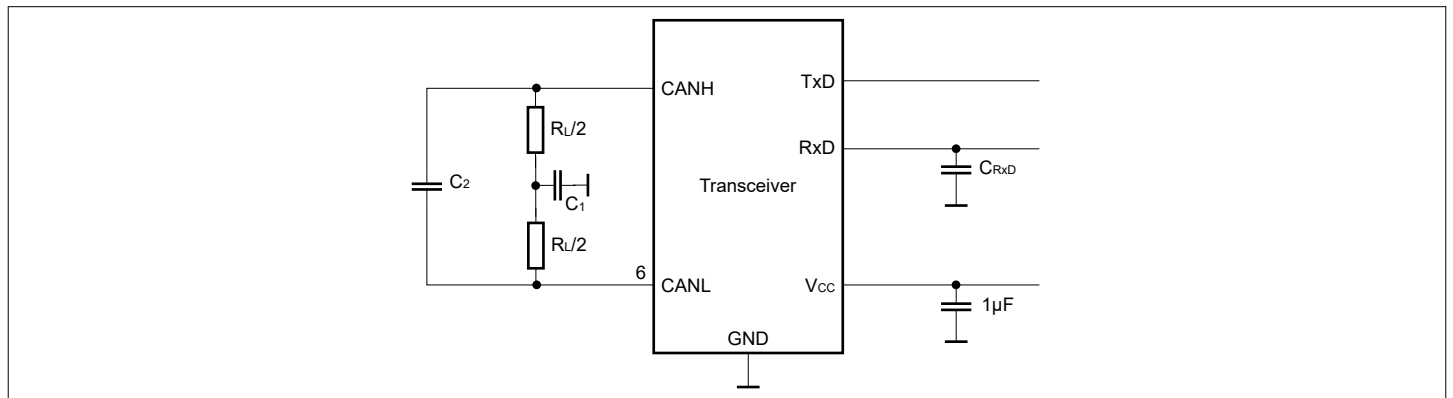 CANH
TxD
RL/2
RxD
CRxD
C2
Transceiver
C1
RL/2
6
CANL
VCC
1µF
GND